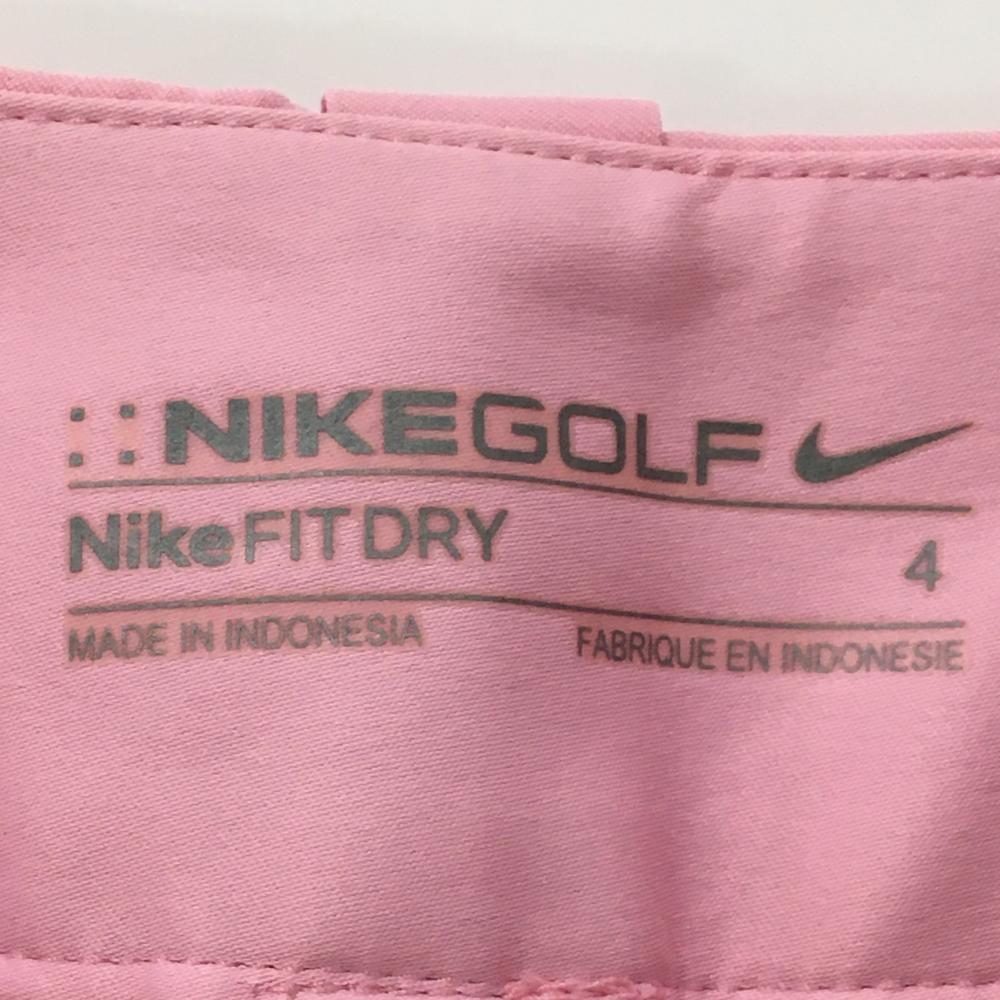 NIKEGOLF
NikeFIT DRY 4
MADE IN INDONESIA FABRIQUE EN INDONESIE